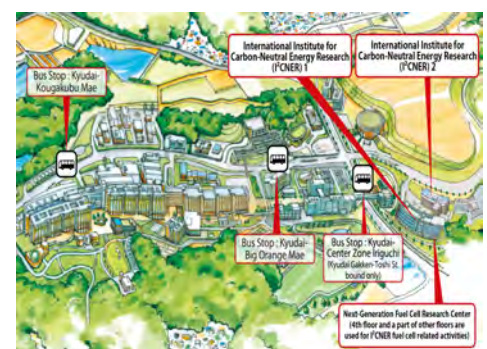 International Institute for
Carbon-Neutral Energy Research
(I²CNER) 1
International Institute for
Carbon-Neutral Energy Research
(I²CNER) 2
Bus Stop : Kyudai-
Kougakubu Mae
Bus Stop : Kyudai-
Big Orange Mae
Bus Stop : Kyudai-
Center Zone Iriguchi
(Kyudai Gakken-Toshi St.
bound only)
Next-Generation Fuel Cell Research Center
(4th floor and a part of other floors are
used for I²CNER fuel cell related activities)